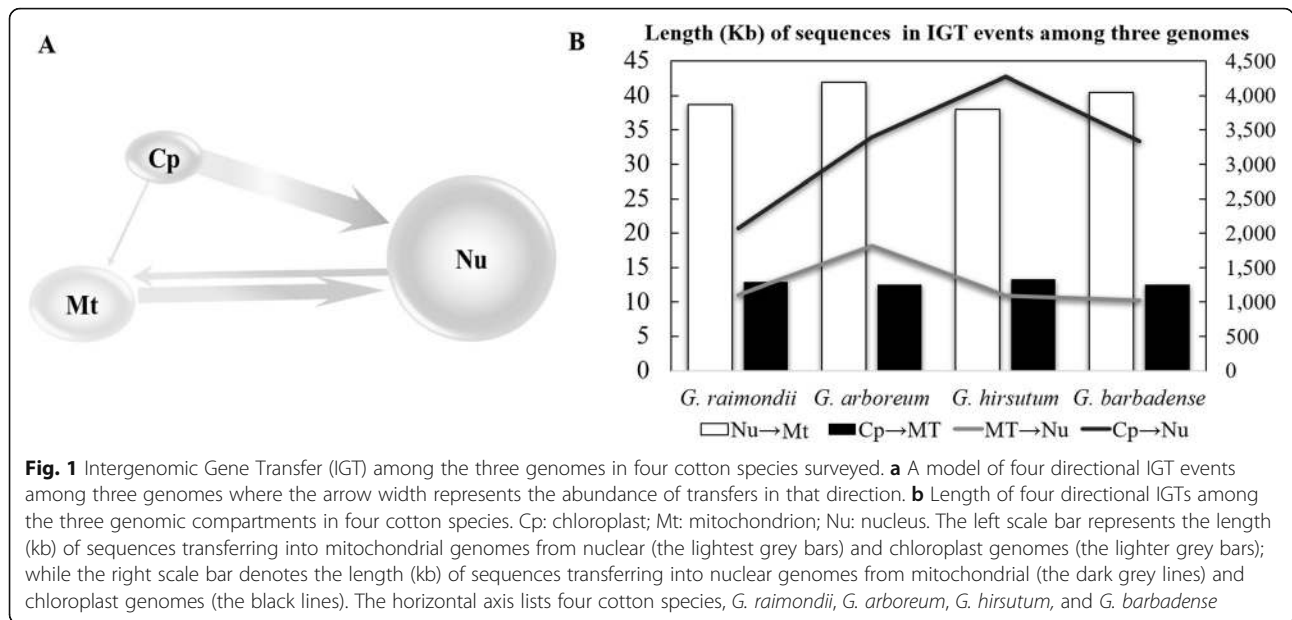 A
Cp
Mt
Nu
B
Length (Kb) of sequences in IGT events among three genomes
45
40
35
30
25
20
15
10
5
0
4,500
4,000
3,500
3,000
2,500
2,000
1,500
1,000
500
0
G. raimondii G. arboreum G. hirsutum G. barbadense
Nu→Mt Cp→MT MT→Nu Cp→Nu
Fig. 1 Intergenomic Gene Transfer (IGT) among the three genomes in four cotton species surveyed. a A model of four directional IGT events
among three genomes where the arrow width represents the abundance of transfers in that direction. b Length of four directional IGTs among
the three genomic compartments in four cotton species. Cp: chloroplast; Mt: mitochondrion; Nu: nucleus. The left scale bar represents the length
(kb) of sequences transferring into mitochondrial genomes from nuclear (the lightest grey bars) and chloroplast genomes (the lighter grey bars);
while the right scale bar denotes the length (kb) of sequences transferring into nuclear genomes from mitochondrial (the dark grey lines) and
chloroplast genomes (the black lines). The horizontal axis lists four cotton species, G. raimondii, G. arboreum, G. hirsutum, and G. barbadense